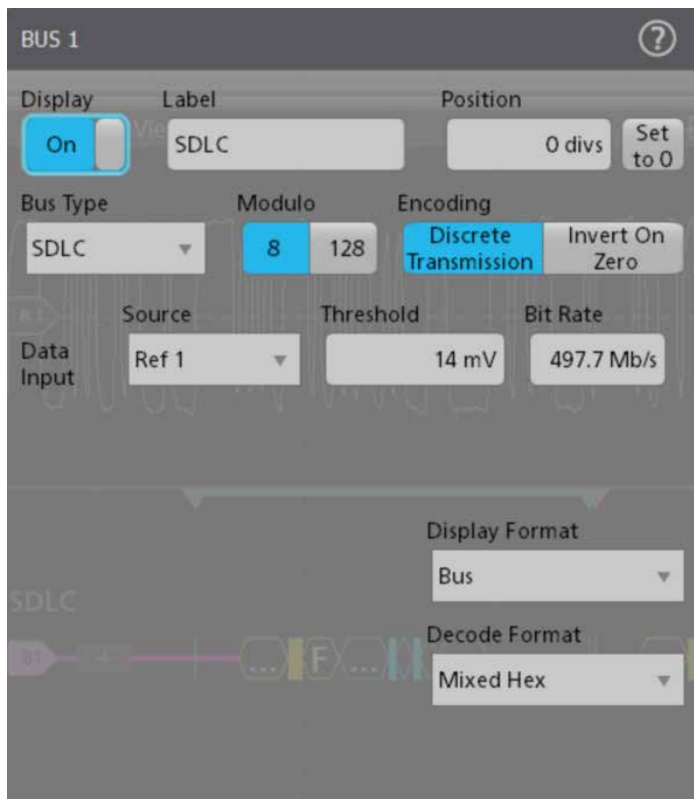 BUS 1
?
Display Label Position
On SDLC 0 divs Set to 0
Bus Type Modulo Encoding
SDLC 8 128 Discrete Transmission Invert On Zero
Source Threshold Bit Rate
Data Input Ref 1 14 mV 497.7 Mb/s
Display Format
Bus
SDLC
Decode Format
B1 + ... F ...
Mixed Hex